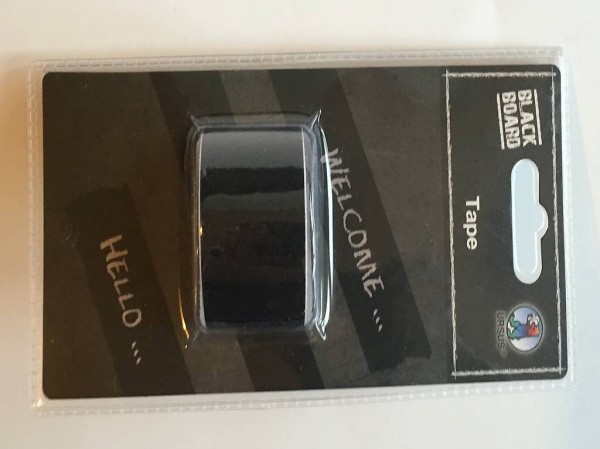 BLACK
BOARD
Tape
URSUS
WELCOME ...
HELLO ...